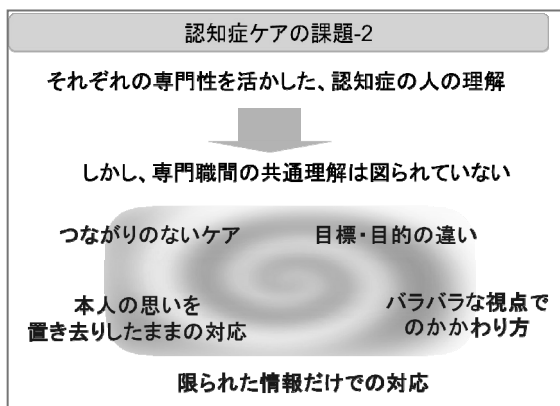 認知症ケアの課題-2
それぞれの専門性を活かした、認知症の人の理解
しかし、専門職間の共通理解は図られていない
つながりのないケア
目標・目的の違い
本人の思いを
置き去りしたままの対応
バラバラな視点で
のかかわり方
限られた情報だけでの対応